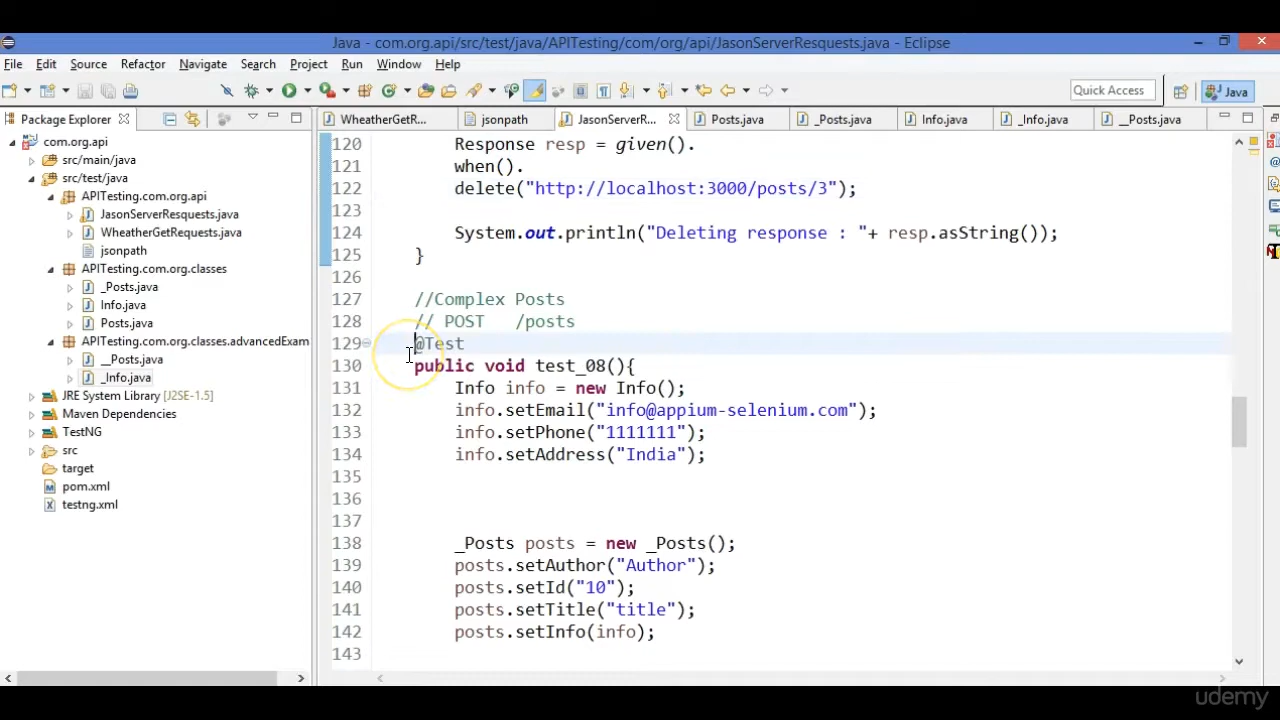 Java - com.org.api/src/test/java/APITesting/com/org/api/JasonServerResquests.java - Eclipse
File Edit Source Refactor Navigate Search Project Run Window Help
Quick Access Java
Package Explorer
WheatherGetR... jsonpath JasonServerR... Posts.java _Posts.java Info.java _Info.java __Posts.java
com.org.api
src/main/java
src/test/java
APITesting.com.org.api
JasonServerResquests.java
WheatherGetRequests.java
jsonpath
APITesting.com.org.classes
_Posts.java
Info.java
Posts.java
APITesting.com.org.classes.advancedExam
__Posts.java
_Info.java
JRE System Library [J2SE-1.5]
Maven Dependencies
TestNG
src
target
pom.xml
testng.xml
120 Response resp = given().
121 when().
122 delete("http://localhost:3000/posts/3");
123
124 System.out.println("Deleting response : "+ resp.asString());
125 }
126
127 //Complex Posts
128 // POST /posts
129 @Test
130 public void test_08(){
131 Info info = new Info();
132 info.setEmail("info@appium-selenium.com");
133 info.setPhone("1111111");
134 info.setAddress("India");
135
136
137
138 _Posts posts = new _Posts();
139 posts.setAuthor("Author");
140 posts.setId("10");
141 posts.setTitle("title");
142 posts.setInfo(info);
143
udemy